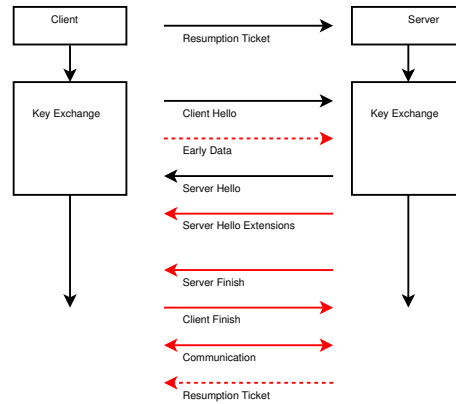 Client
Server
Resumption Ticket
Key Exchange
Key Exchange
Client Hello
Early Data
Server Hello
Server Hello Extensions
Server Finish
Client Finish
Communication
Resumption Ticket